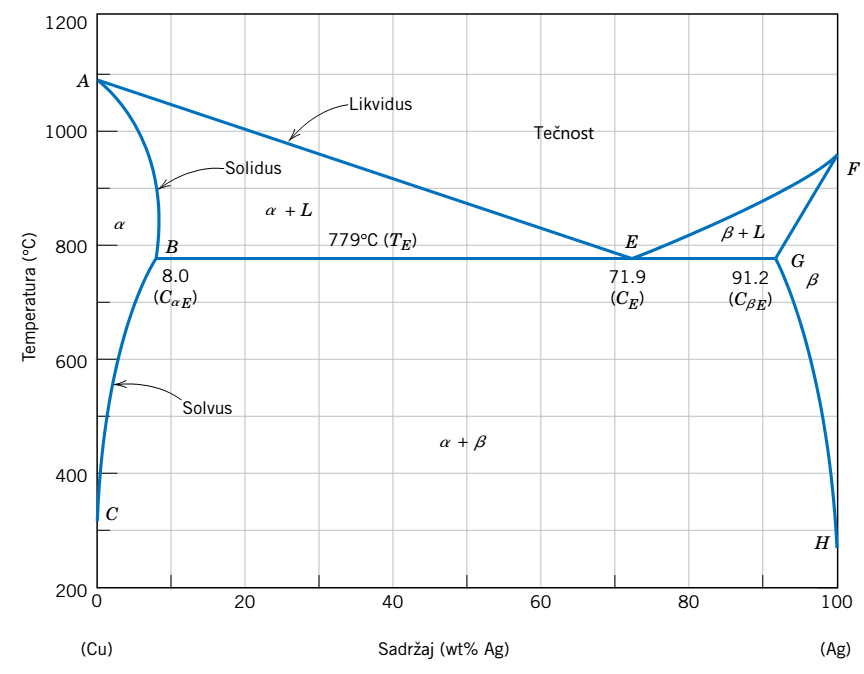 1200
A
Likvidus
1000
Tečnost
F
Solidus
α + L
α
β + L
800
B
779°C (T_E)
E
G
8.0
(C_αE)
71.9
(C_E)
91.2
(C_βE)
β
Temperatura (°C)
600
Solvus
α + β
400
C
H
200
0
20
40
60
80
100
(Cu)
Sadržaj (wt% Ag)
(Ag)